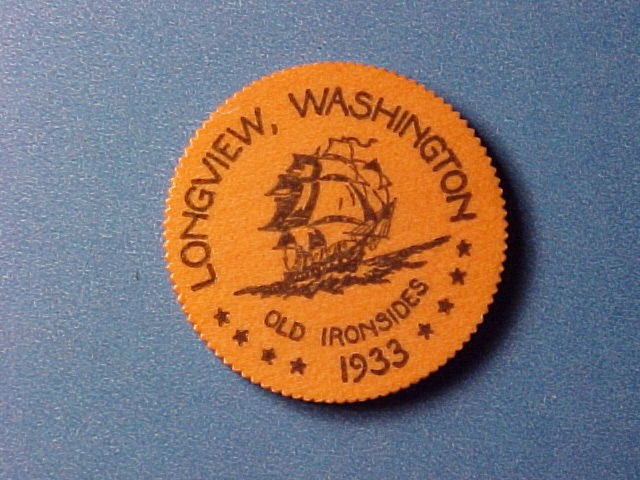 LONGVIEW, WASHINGTON
OLD IRONSIDES
1933